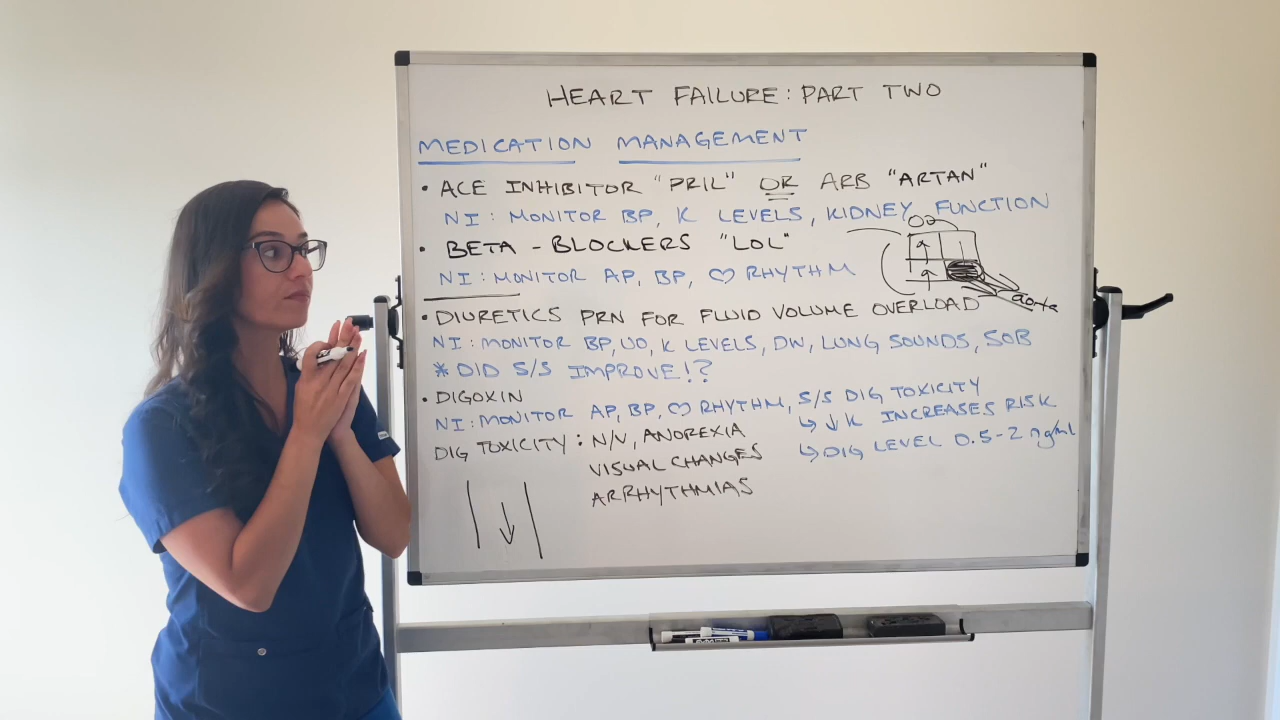 HEART FAILURE: PART TWO
MEDICATION MANAGEMENT
• ACE INHIBITOR "PRIL" OR ARB "ARTAN"
NI: MONITOR BP, K LEVELS, KIDNEY FUNCTION
• BETA-BLOCKERS "LOL"
NI: MONITOR AP, BP, ♡ RHYTHM
O2
aorta
• DIURETICS PRN FOR FLUID VOLUME OVERLOAD
NI: MONITOR BP, UO, K LEVELS, DW, LUNG SOUNDS, SOB
* DID S/S IMPROVE!?
• DIGOXIN
NI: MONITOR AP, BP, ♡ RHYTHM, S/S DIG TOXICITY
↳ ↓K INCREASES RISK
↳ DIG LEVEL 0.5-2 ng/ml
DIG TOXICITY: N/V, ANOREXIA
VISUAL CHANGES
ARRHYTHMIAS